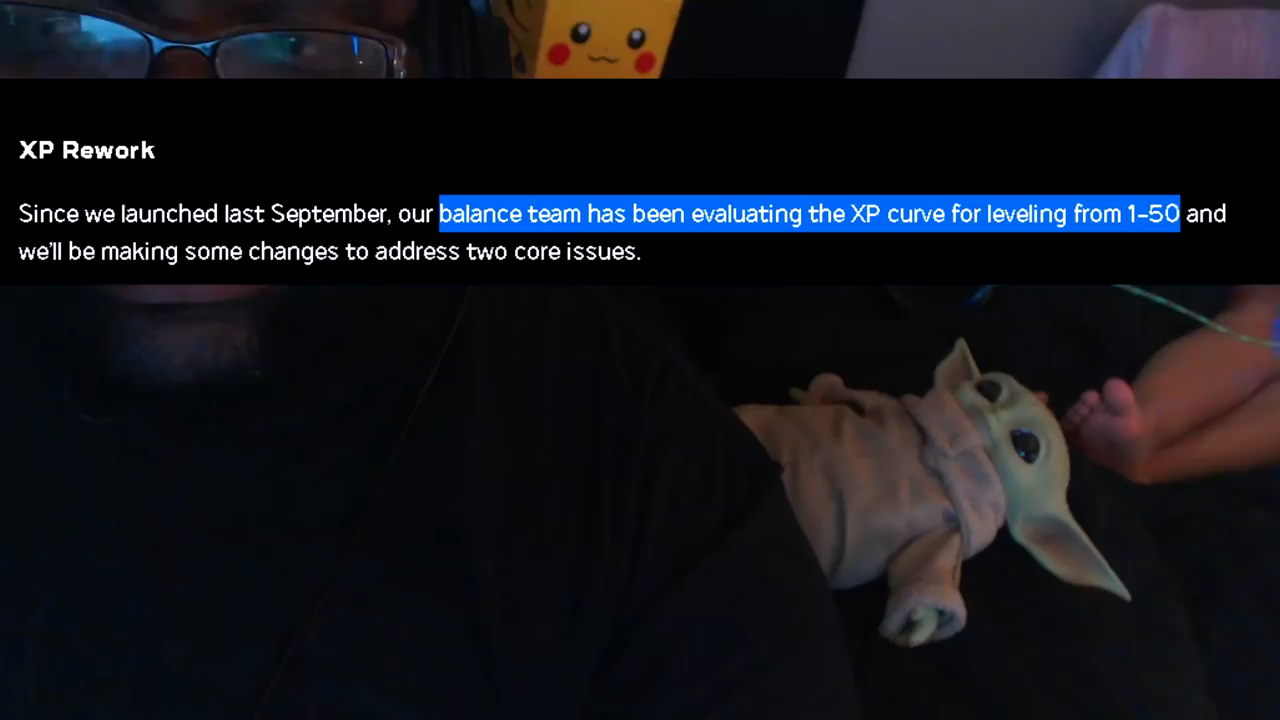 XP Rework
Since we launched last September, our balance team has been evaluating the XP curve for leveling from 1-50 and
we'll be making some changes to address two core issues.